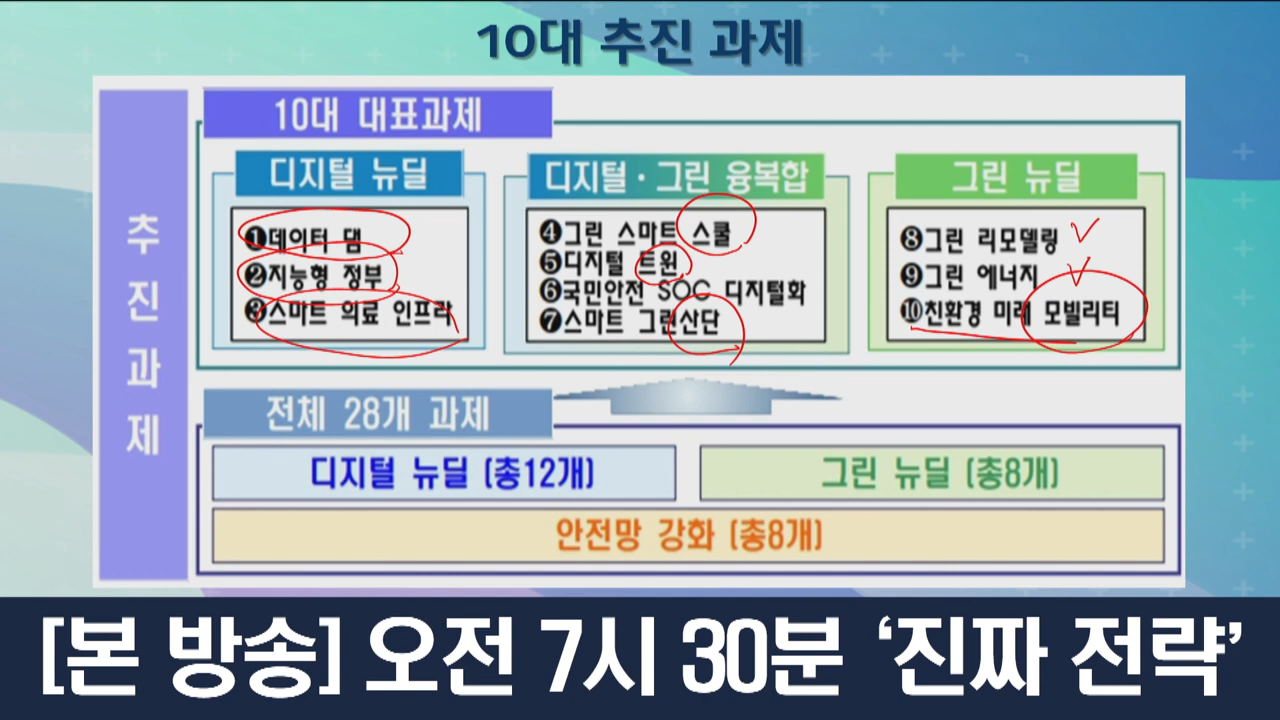 10대 추진 과제
추진과제
10대 대표과제
디지털 뉴딜
❶데이터 댐
❷지능형 정부
❸스마트 의료 인프라
디지털·그린 융복합
❹그린 스마트 스쿨
❺디지털 트윈
❻국민안전 SOC 디지털화
❼스마트 그린산단
그린 뉴딜
❽그린 리모델링
❾그린 에너지
❿친환경 미래 모빌리티
전체 28개 과제
디지털 뉴딜 (총12개)
그린 뉴딜 (총8개)
안전망 강화 (총8개)
[본 방송] 오전 7시 30분 ‘진짜 전략’